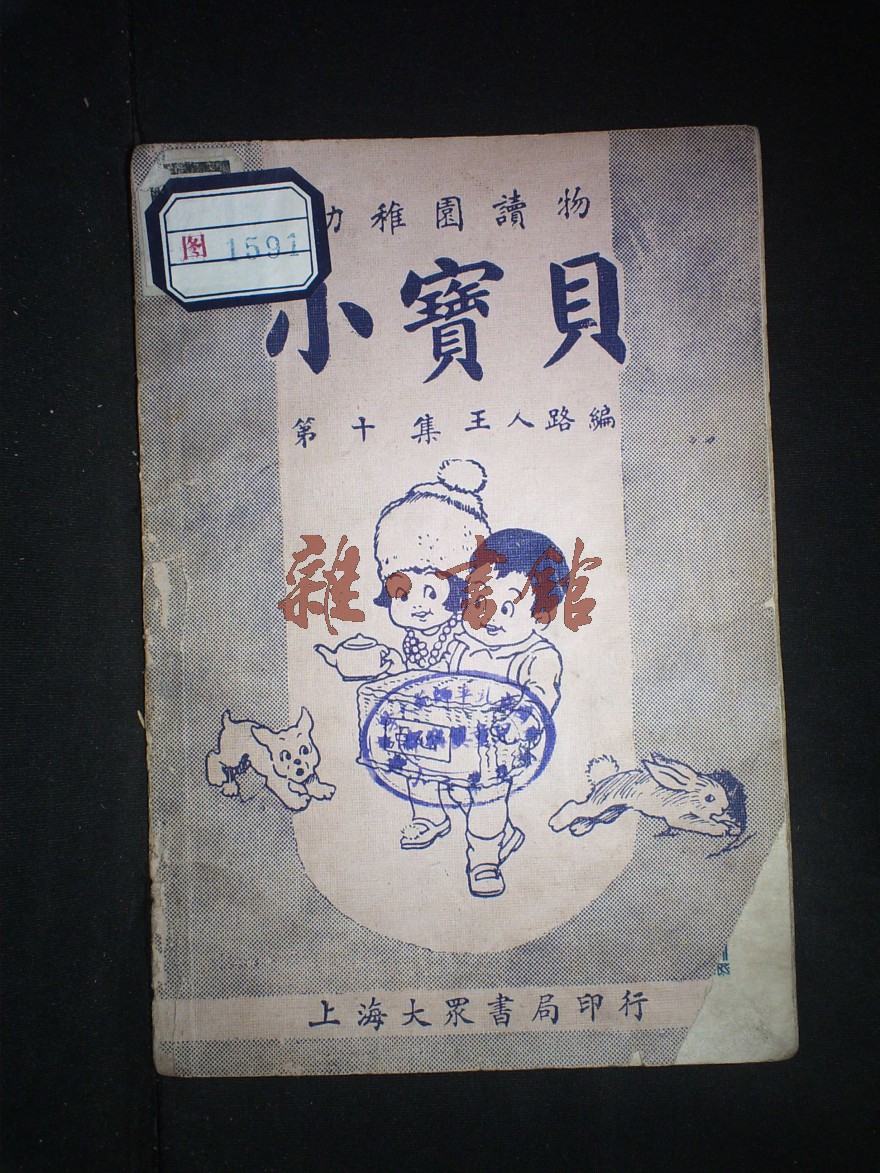 图 1591
幼稚園讀物
小寶貝
第十集 王人路編
雜·書館
上海大眾書局印行